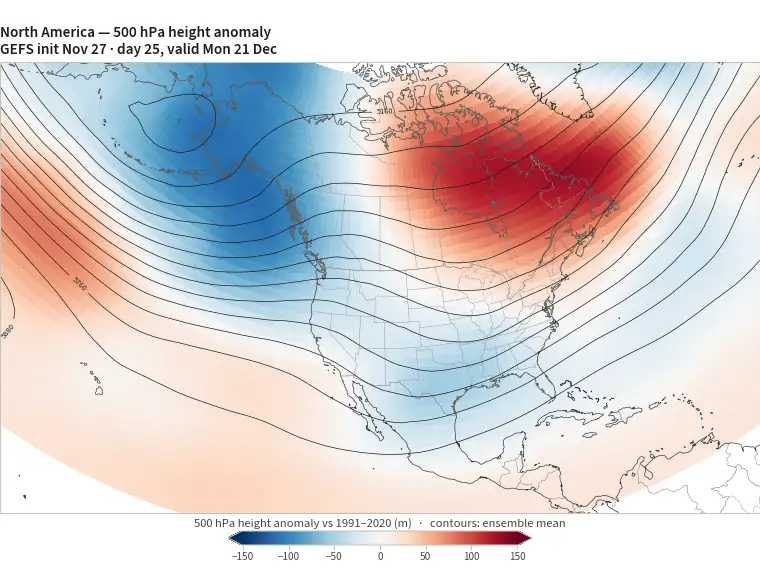 North America — 500 hPa height anomaly
GEFS init Nov 27 · day 25, valid Mon 21 Dec
5160
5760
5880
500 hPa height anomaly vs 1991–2020 (m) · contours: ensemble mean
−150 −100 −50 0 50 100 150